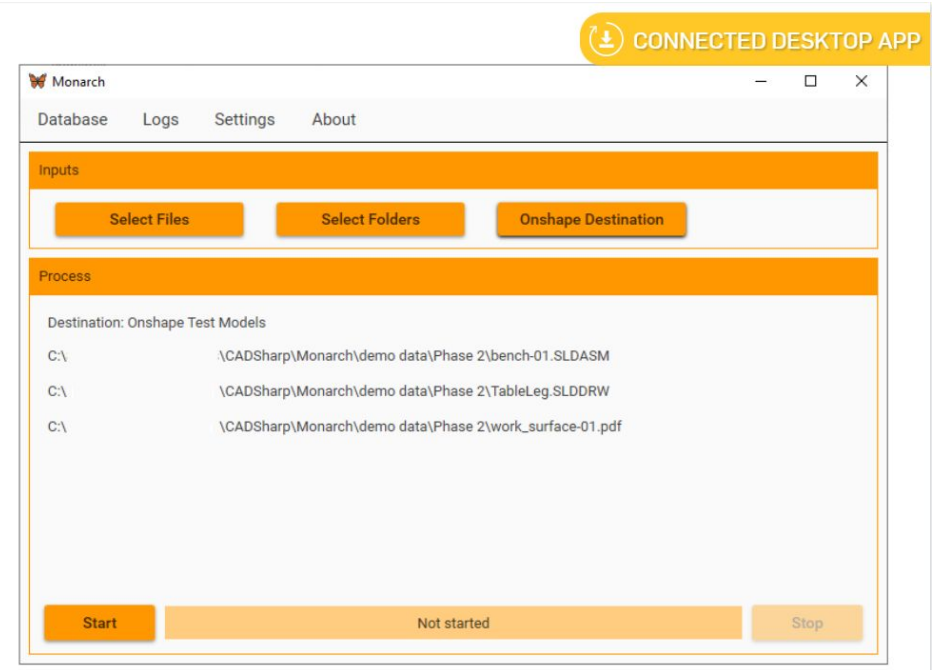 CONNECTED DESKTOP APP
Monarch
Database Logs Settings About
Inputs
Select Files Select Folders Onshape Destination
Process
Destination: Onshape Test Models
C:\ \CADSharp\Monarch\demo data\Phase 2\bench-01.SLDASM
C:\ \CADSharp\Monarch\demo data\Phase 2\TableLeg.SLDDRW
C:\ \CADSharp\Monarch\demo data\Phase 2\work_surface-01.pdf
Start Not started Stop